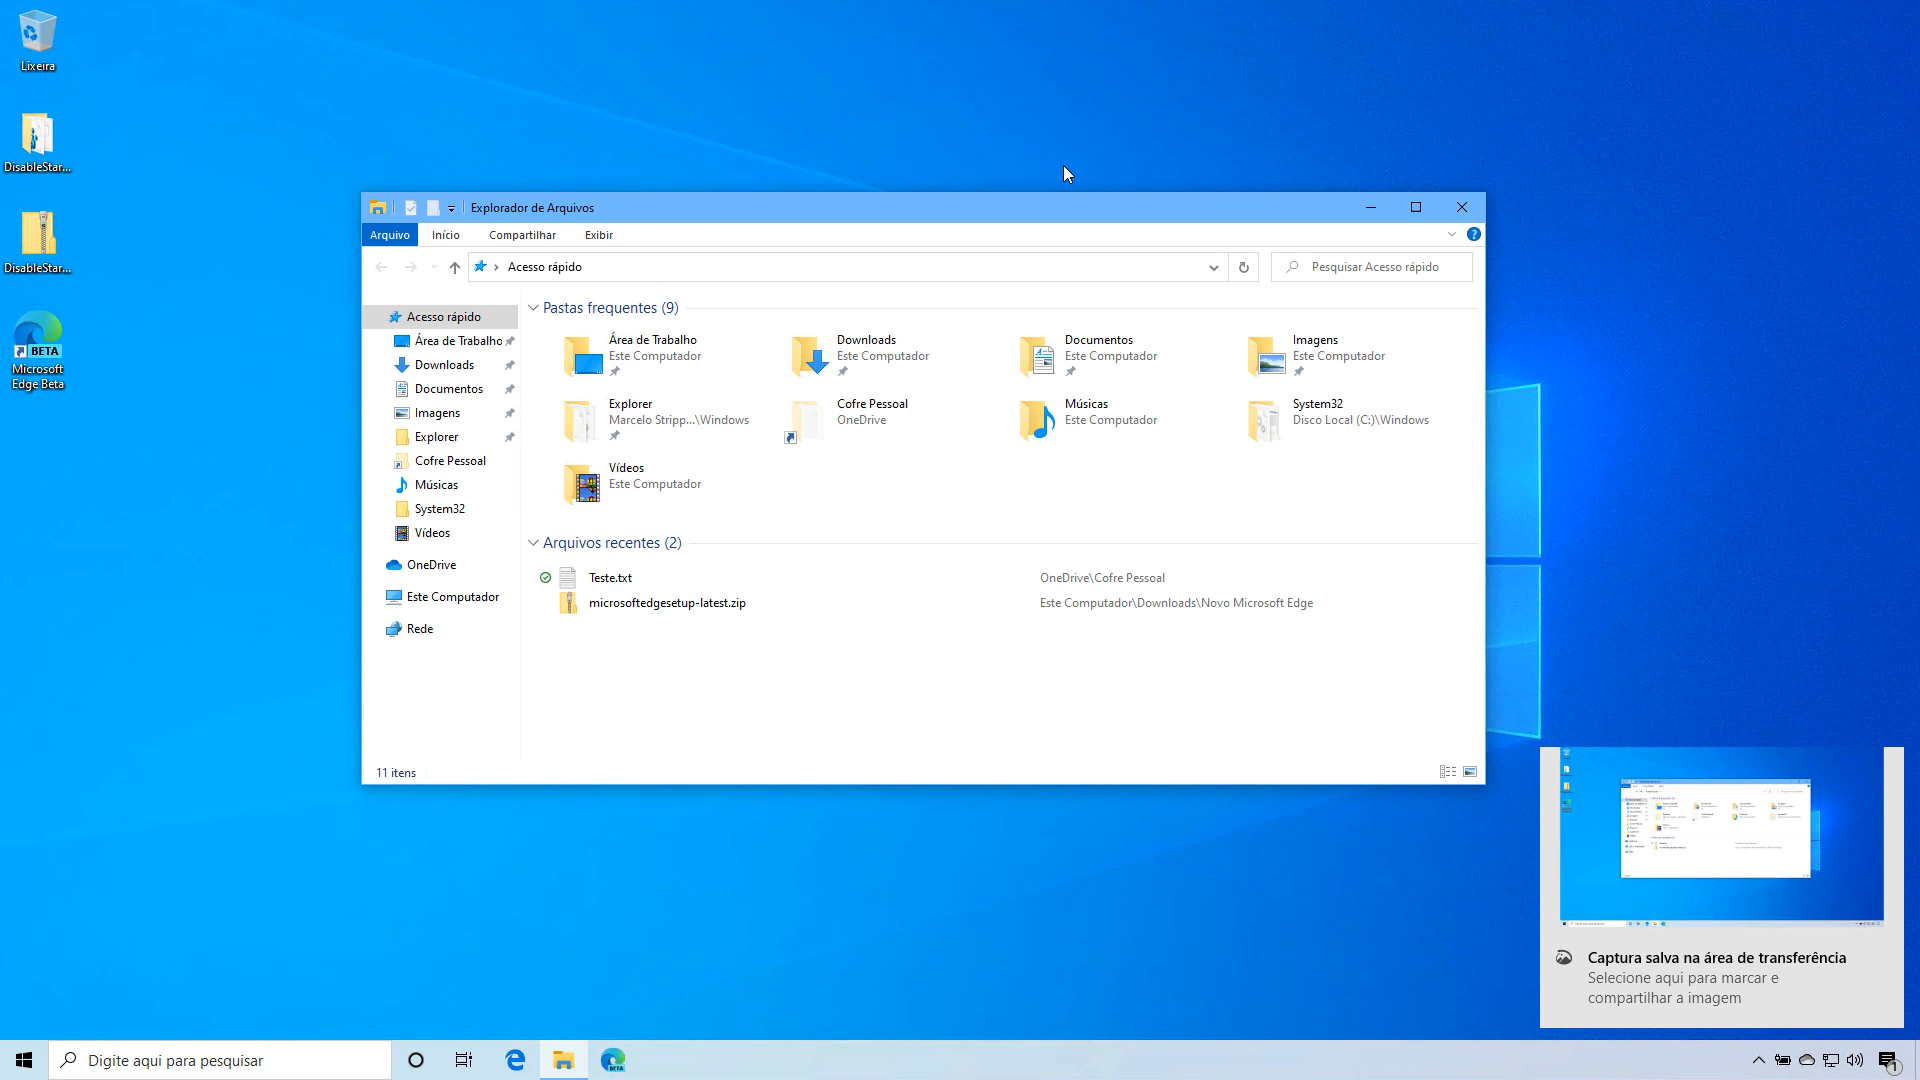 Lixeira
DisableStar...
DisableStar...
BETA
Microsoft
Edge Beta
Explorador de Arquivos
Arquivo
Início
Compartilhar
Exibir
?
Acesso rápido
Pesquisar Acesso rápido
Acesso rápido
Área de Trabalho
Downloads
Documentos
Imagens
Explorer
Cofre Pessoal
Músicas
System32
Vídeos
OneDrive
Este Computador
Rede
Pastas frequentes (9)
Área de Trabalho
Este Computador
Downloads
Este Computador
Documentos
Este Computador
Imagens
Este Computador
Explorer
Marcelo Stripp...\Windows
Cofre Pessoal
OneDrive
Músicas
Este Computador
System32
Disco Local (C:)\Windows
Vídeos
Este Computador
Arquivos recentes (2)
Teste.txt
OneDrive\Cofre Pessoal
microsoftedgesetup-latest.zip
Este Computador\Downloads\Novo Microsoft Edge
11 itens
Captura salva na área de transferência
Selecione aqui para marcar e
compartilhar a imagem
Digite aqui para pesquisar
BETA
1